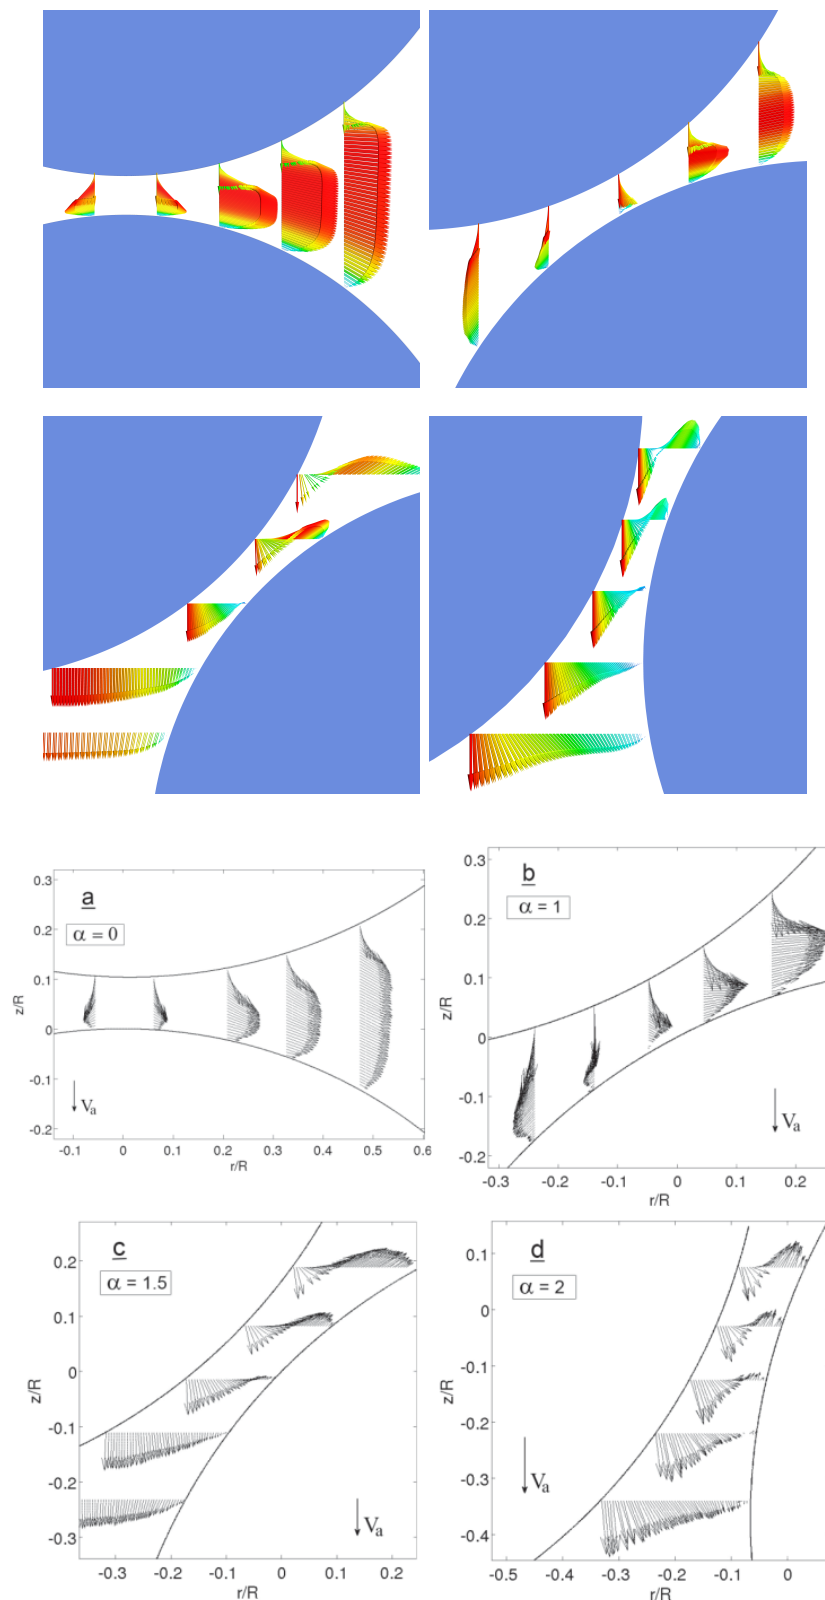 a
α = 0
z/R
0.3
0.2
0.1
0
-0.1
-0.2
Va
-0.1 0 0.1 0.2 0.3 0.4 0.5 0.6
r/R
b
α = 1
z/R
0.3
0.2
0.1
0
-0.1
-0.2
Va
-0.3 -0.2 -0.1 0 0.1 0.2
r/R
c
α = 1.5
z/R
0.2
0.1
0
-0.1
-0.2
-0.3
Va
-0.3 -0.2 -0.1 0 0.1 0.2
r/R
d
α = 2
z/R
0.1
0
-0.1
-0.2
-0.3
-0.4
Va
-0.5 -0.4 -0.3 -0.2 -0.1 0
r/R